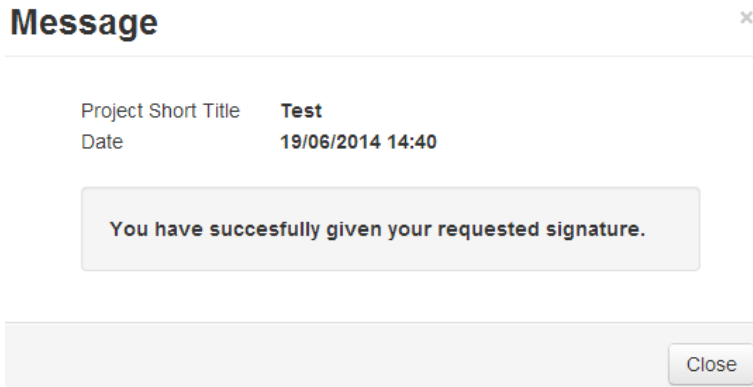 Message ×
Project Short Title Test
Date 19/06/2014 14:40
You have succesfully given your requested signature.
Close